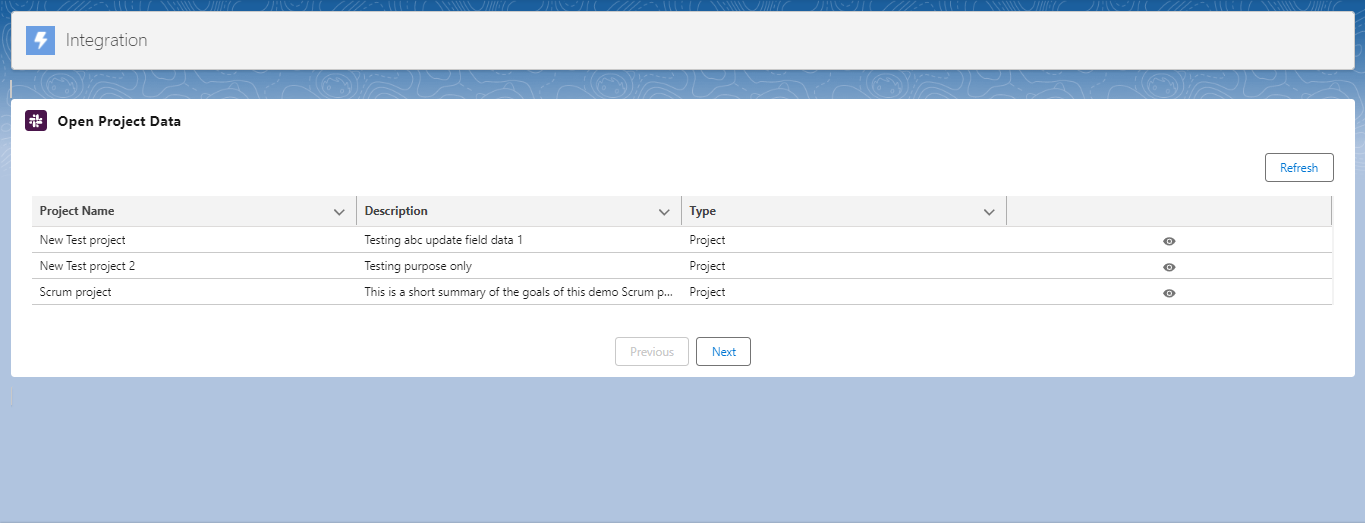 Integration
Open Project Data
Refresh
Project Name Description Type
New Test project Testing abc update field data 1 Project
New Test project 2 Testing purpose only Project
Scrum project This is a short summary of the goals of this demo Scrum p... Project
Previous Next